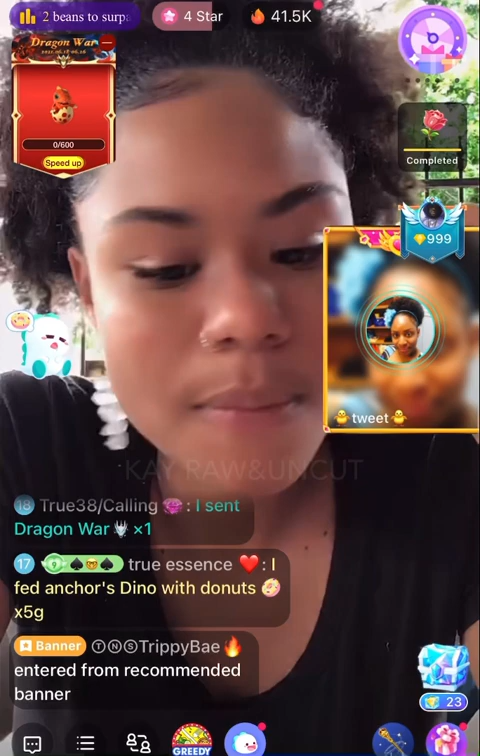 2 beans to surpa
4 Star
41.5K
Dragon War
0/600
Speed up
Completed
999
tweet
KAY RAW&UNCUT
18 True38/Calling : I sent
Dragon War ×1
17 true essence ❤️: I
fed anchor's Dino with donuts
x5g
Banner ⓉⓃⓈTrippyBae🔥
entered from recommended
banner
23
GREEDY